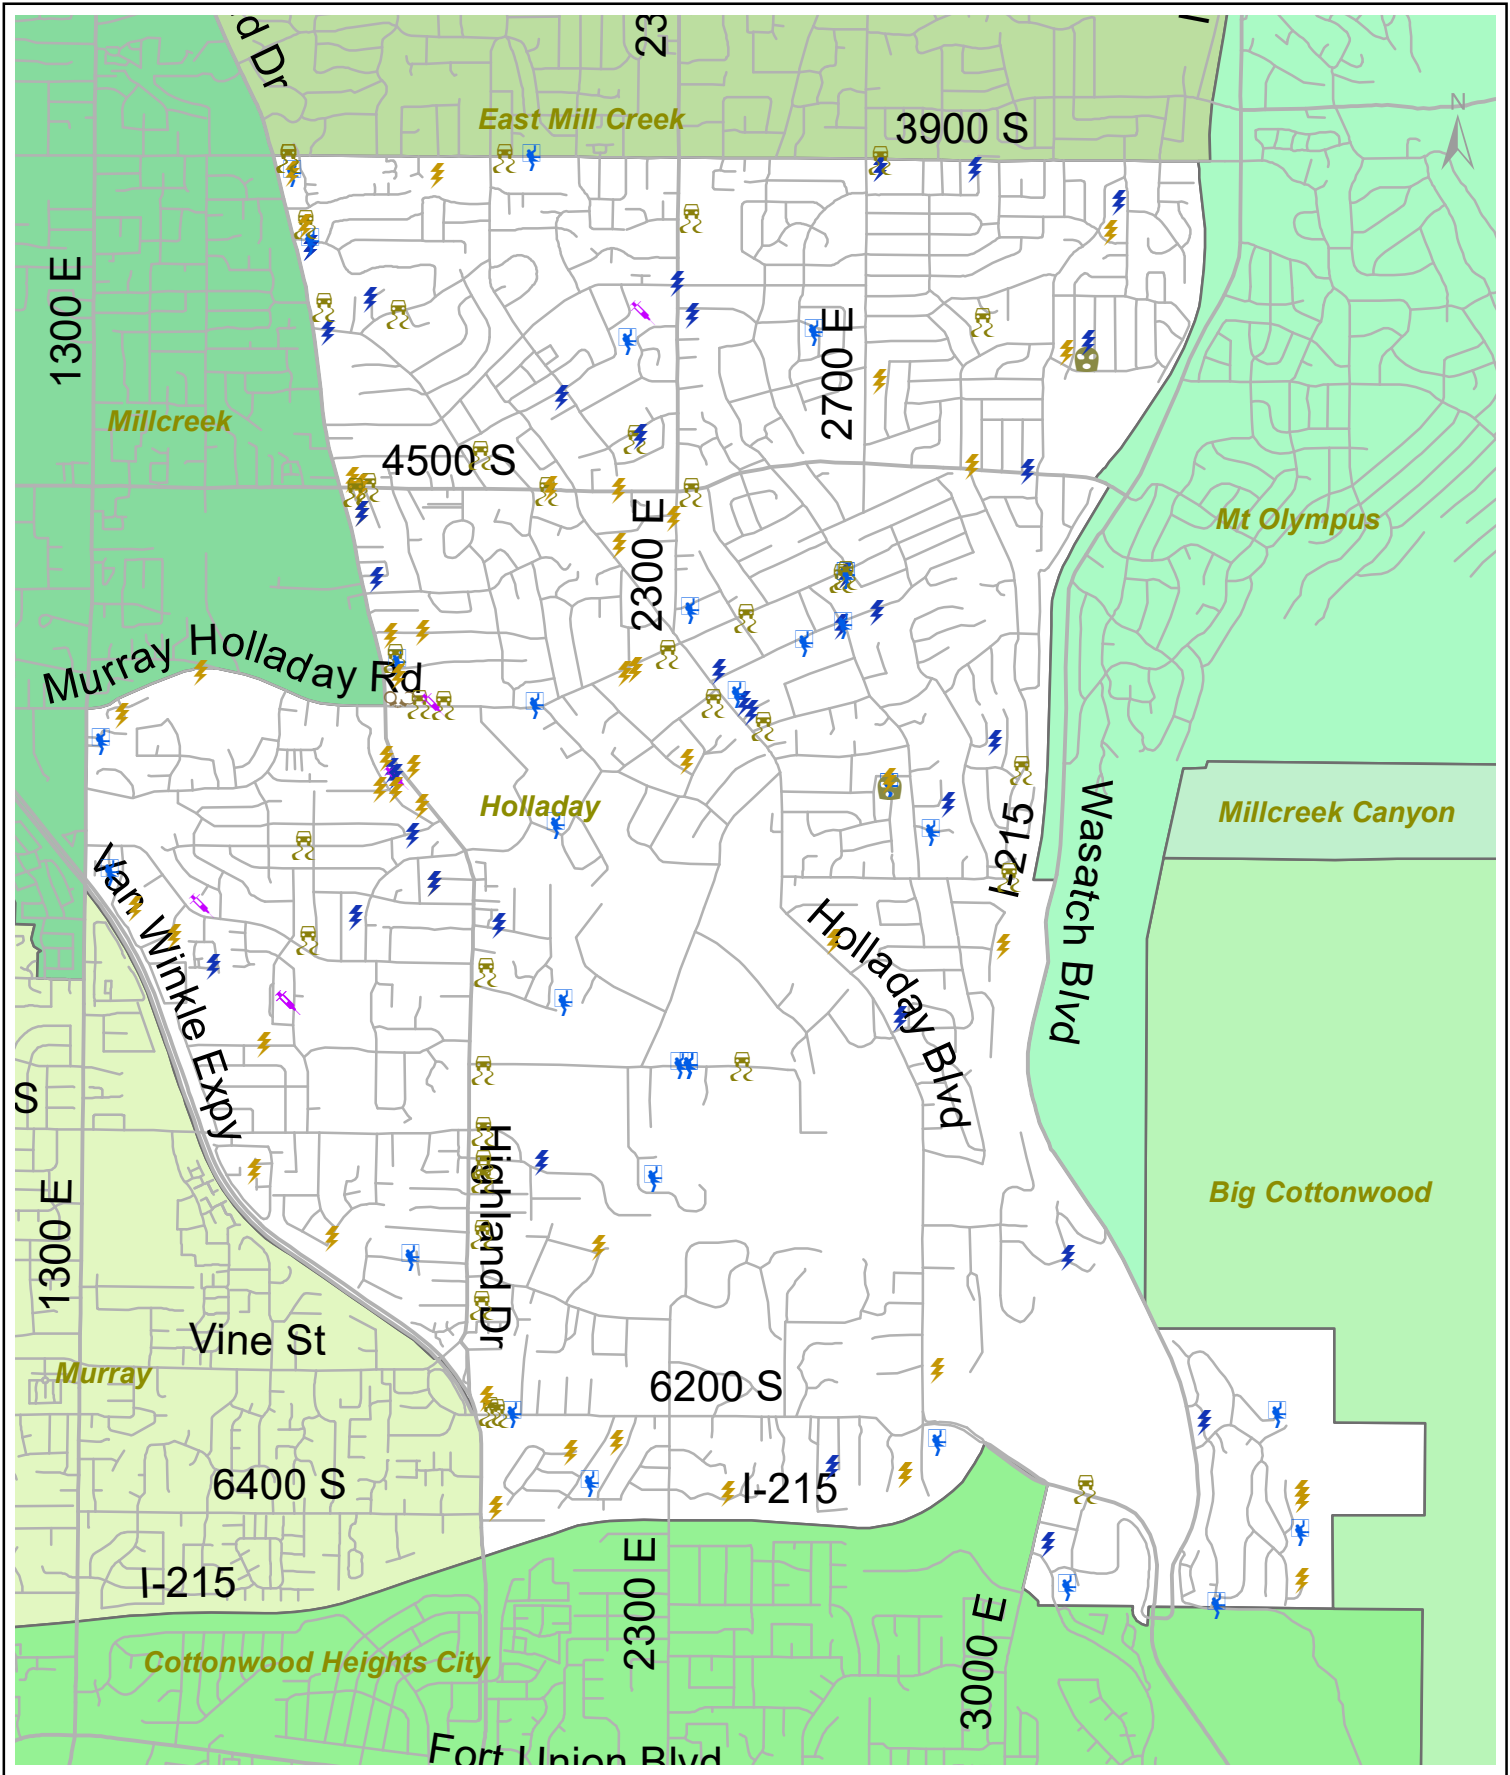 d Dr
23
N
East Mill Creek
3900 S
1300 E
2700 E
Millcreek
4500 S
Mt Olympus
2300 E
Murray Holladay Rd
Holladay
Millcreek Canyon
I-215
Wasatch Blvd
Van Winkle Expy
Holladay Blvd
S
Highland Dr
Big Cottonwood
1300 E
Vine St
Murray
6200 S
6400 S
I-215
I-215
2300 E
3000 E
Cottonwood Heights City
Fort Union Blvd